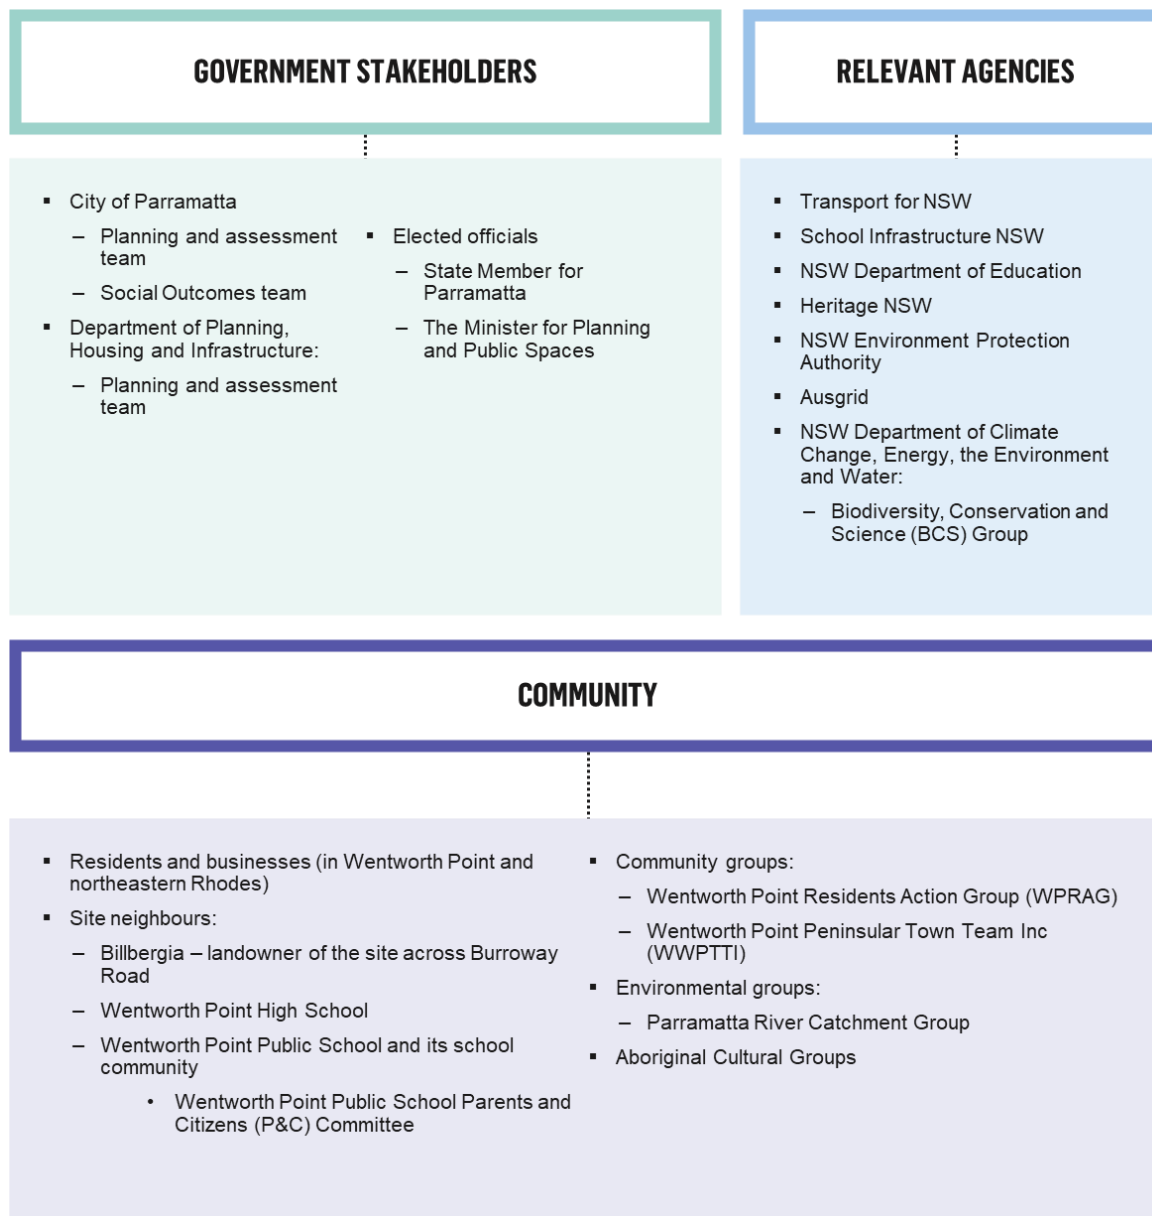 GOVERNMENT STAKEHOLDERS
▪ City of Parramatta
– Planning and assessment
team
– Social Outcomes team
▪ Department of Planning,
Housing and Infrastructure:
– Planning and assessment
team
▪ Elected officials
– State Member for
Parramatta
– The Minister for Planning
and Public Spaces
RELEVANT AGENCIES
▪ Transport for NSW
▪ School Infrastructure NSW
▪ NSW Department of Education
▪ Heritage NSW
▪ NSW Environment Protection
Authority
▪ Ausgrid
▪ NSW Department of Climate
Change, Energy, the Environment
and Water:
– Biodiversity, Conservation and
Science (BCS) Group
COMMUNITY
▪ Residents and businesses (in Wentworth Point and
northeastern Rhodes)
▪ Site neighbours:
– Billbergia – landowner of the site across Burroway
Road
– Wentworth Point High School
– Wentworth Point Public School and its school
community
• Wentworth Point Public School Parents and
Citizens (P&C) Committee
▪ Community groups:
– Wentworth Point Residents Action Group (WPRAG)
– Wentworth Point Peninsular Town Team Inc
(WWPTTI)
▪ Environmental groups:
– Parramatta River Catchment Group
▪ Aboriginal Cultural Groups